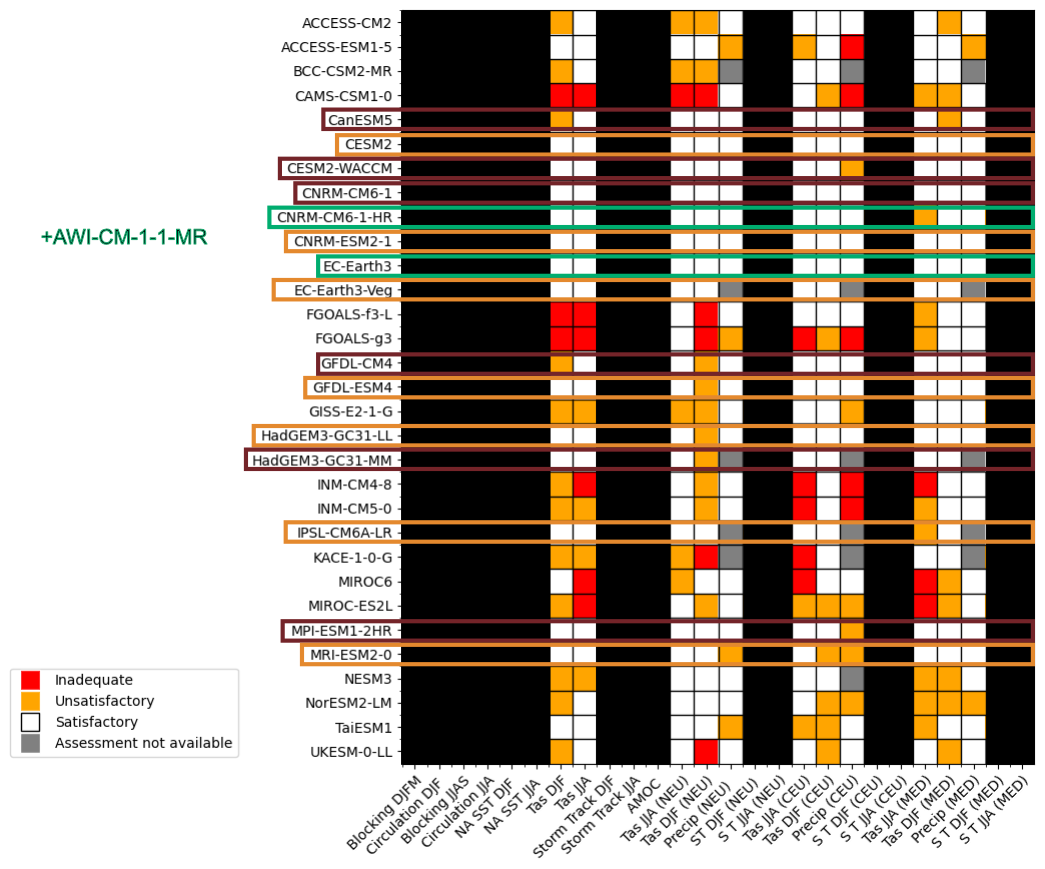 ACCESS-CM2
ACCESS-ESM1-5
BCC-CSM2-MR
CAMS-CSM1-0
CanESM5
CESM2
CESM2-WACCM
CNRM-CM6-1
CNRM-CM6-1-HR
+AWI-CM-1-1-MR
CNRM-ESM2-1
EC-Earth3
EC-Earth3-Veg
FGOALS-f3-L
FGOALS-g3
GFDL-CM4
GFDL-ESM4
GISS-E2-1-G
HadGEM3-GC31-LL
HadGEM3-GC31-MM
INM-CM4-8
INM-CM5-0
IPSL-CM6A-LR
KACE-1-0-G
MIROC6
MIROC-ES2L
MPI-ESM1-2HR
MRI-ESM2-0
NESM3
NorESM2-LM
TaiESM1
UKESM-0-LL
Inadequate
Unsatisfactory
Satisfactory
Assessment not available
Blocking DJFM
Circulation DJF
Blocking JJAS
Circulation JJA
NA SST DJF
NA SST JJA
Tas DJF
Tas JJA
Storm Track DJF
Storm Track JJA
AMOC
Tas JJA (NEU)
Tas DJF (NEU)
Precip (NEU)
ST DJF (NEU)
S T JJA (NEU)
Tas JJA (CEU)
Tas DJF (CEU)
Precip (CEU)
S T DJF (CEU)
S T JJA (CEU)
Tas JJA (MED)
Tas DJF (MED)
Precip (MED)
S T DJF (MED)
S T JJA (MED)